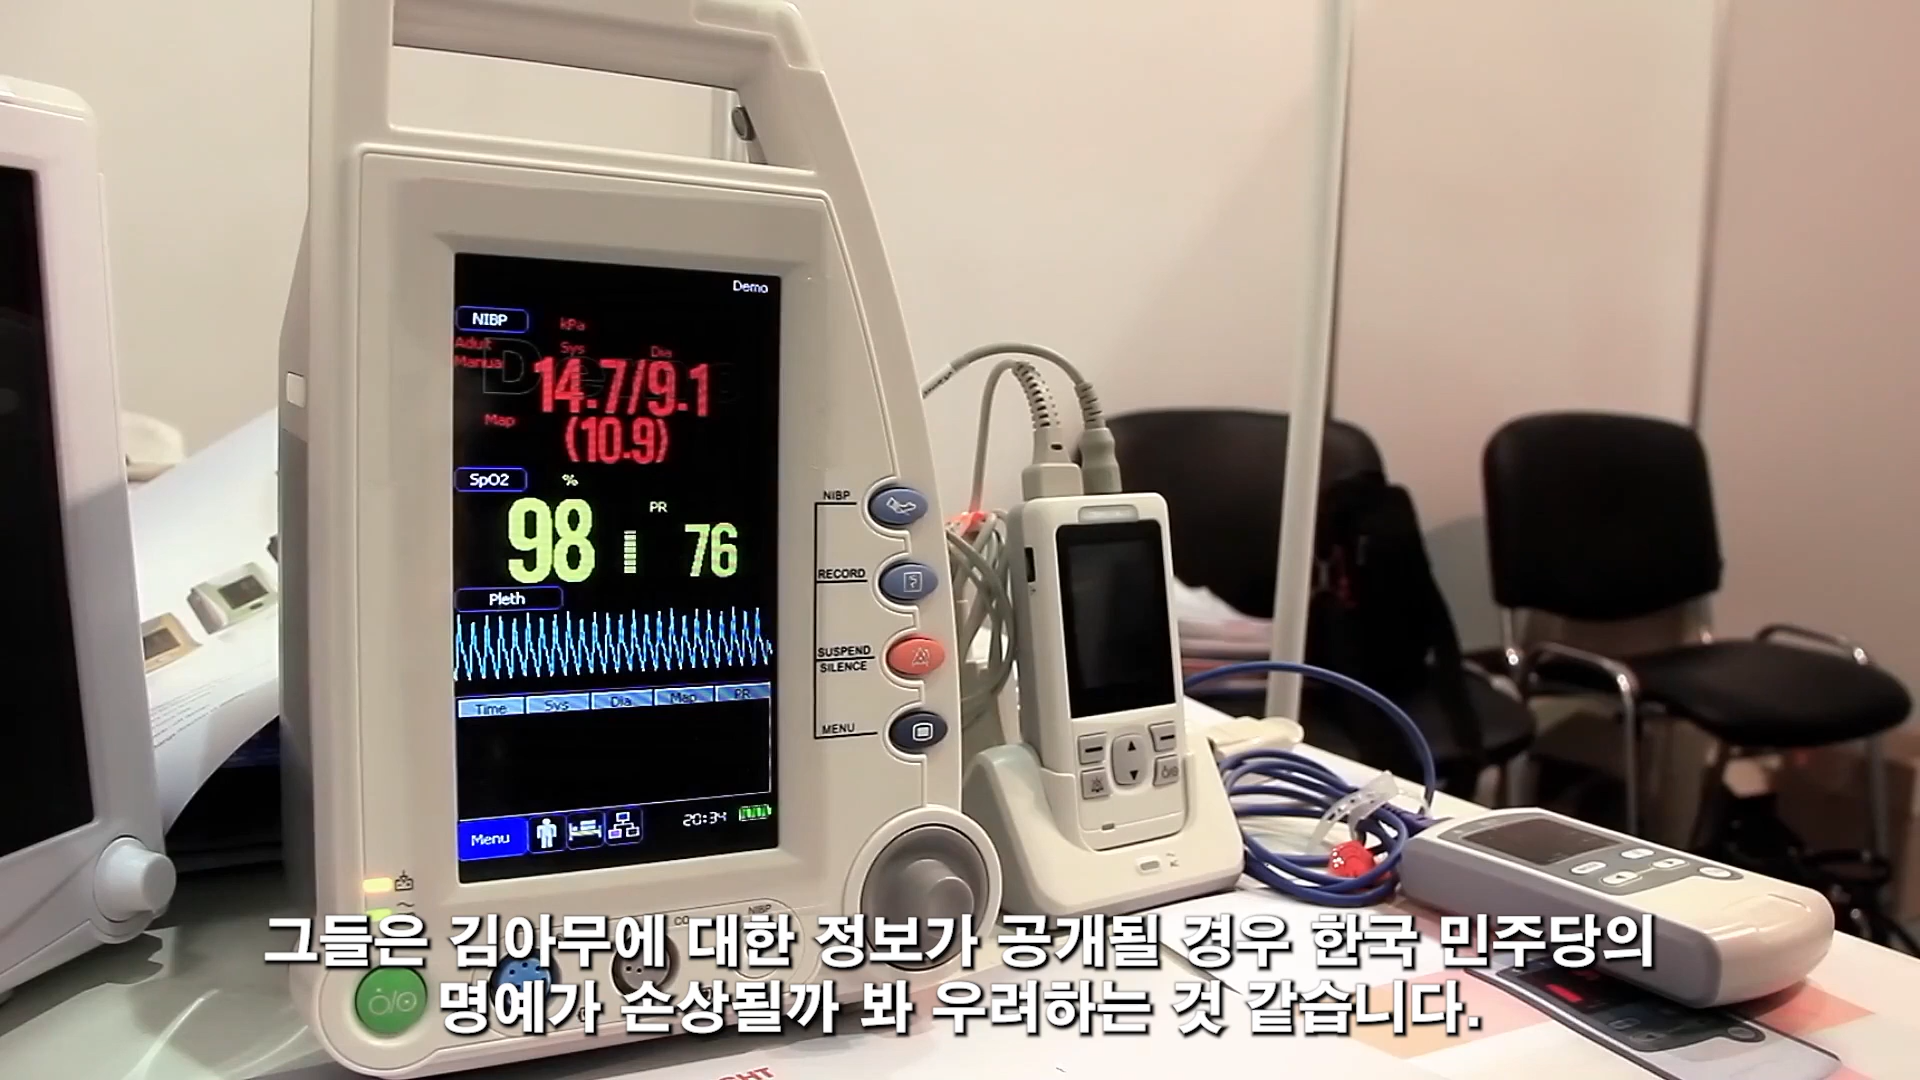 Demo
NIBP
kPa
Adult
Sys
Dia
Manual
14.7/9.1
Map
(10.9)
SpO2
%
98
PR
76
Pleth
Time Sys Dia Map PR
Menu
20:34
NIBP
RECORD
SUSPEND
SILENCE
MENU
NIBP
그들은 김아무에 대한 정보가 공개될 경우 한국 민주당의
명예가 손상될까 봐 우려하는 것 같습니다.